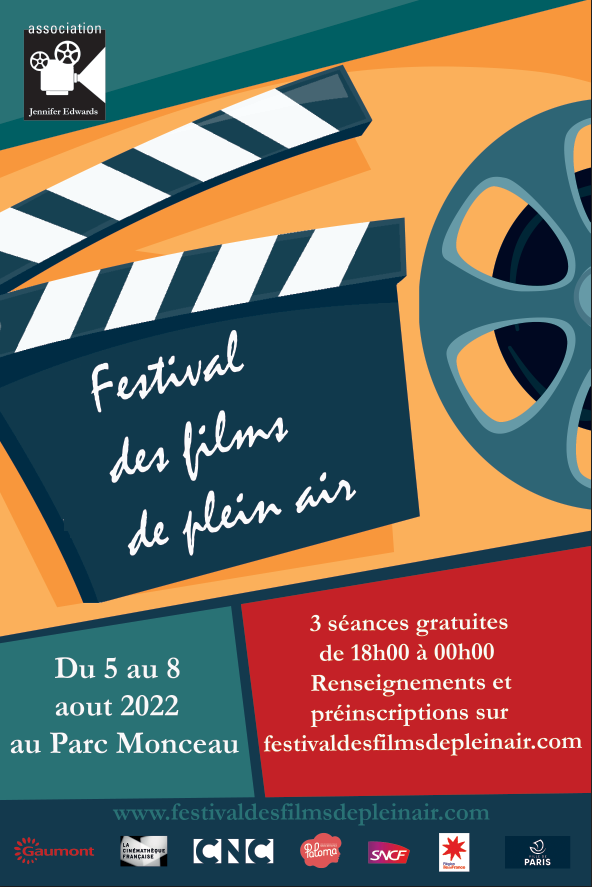 association
Jennifer Edwards
Festival
des films
de plein air
Du 5 au 8
aout 2022
au Parc Monceau
3 séances gratuites
de 18h00 à 00h00
Renseignements et
préinscriptions sur
festivaldesfilmsdepleinair.com
www.festivaldesfilmsdepleinair.com
Gaumont
LA
CINÉMATHÈQUE
FRANÇAISE
CNC
Paloma
SNCF
PARIS